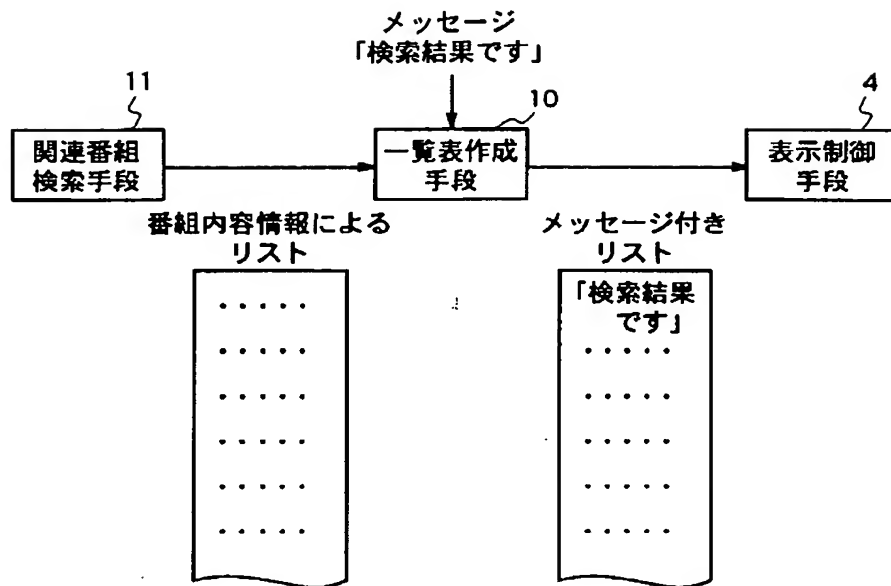 メッセージ
「検索結果です」
11
10
4
関連番組
検索手段
一覧表作成
手段
表示制御
手段
番組内容情報による
リスト
メッセージ付き
リスト
「検索結果
です」